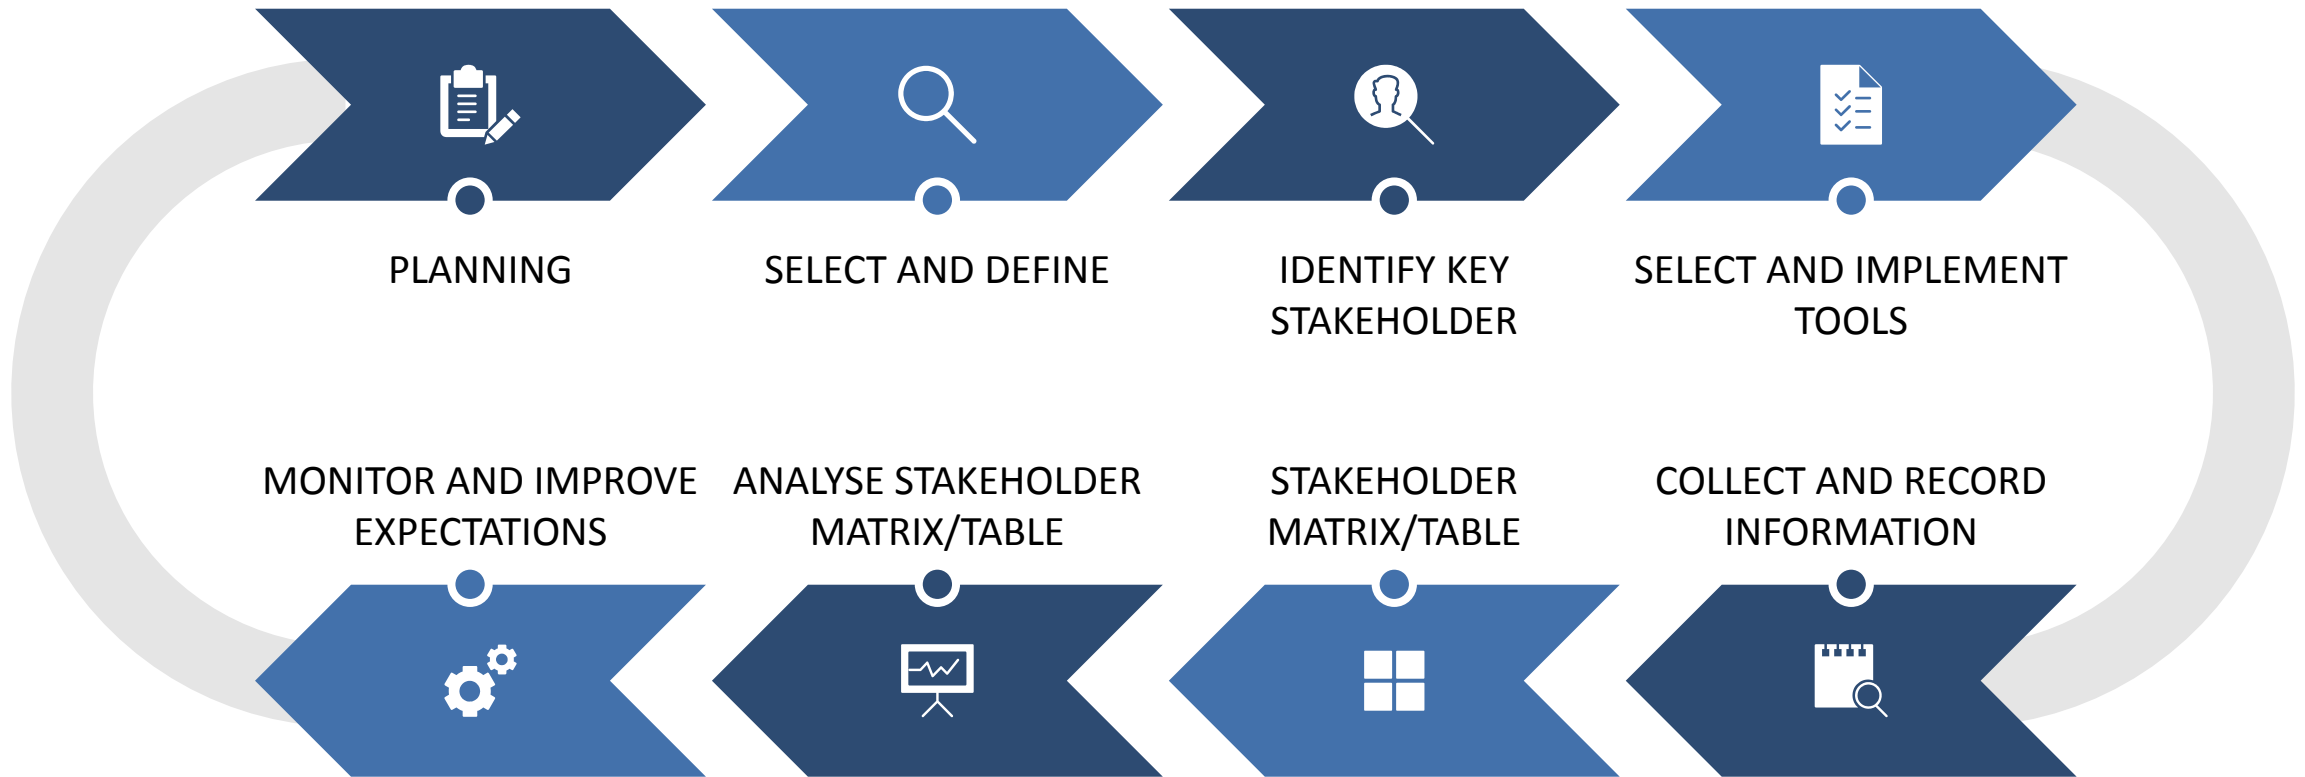 PLANNING
SELECT AND DEFINE
IDENTIFY KEY
STAKEHOLDER
SELECT AND IMPLEMENT
TOOLS
MONITOR AND IMPROVE
EXPECTATIONS
ANALYSE STAKEHOLDER
MATRIX/TABLE
STAKEHOLDER
MATRIX/TABLE
COLLECT AND RECORD
INFORMATION